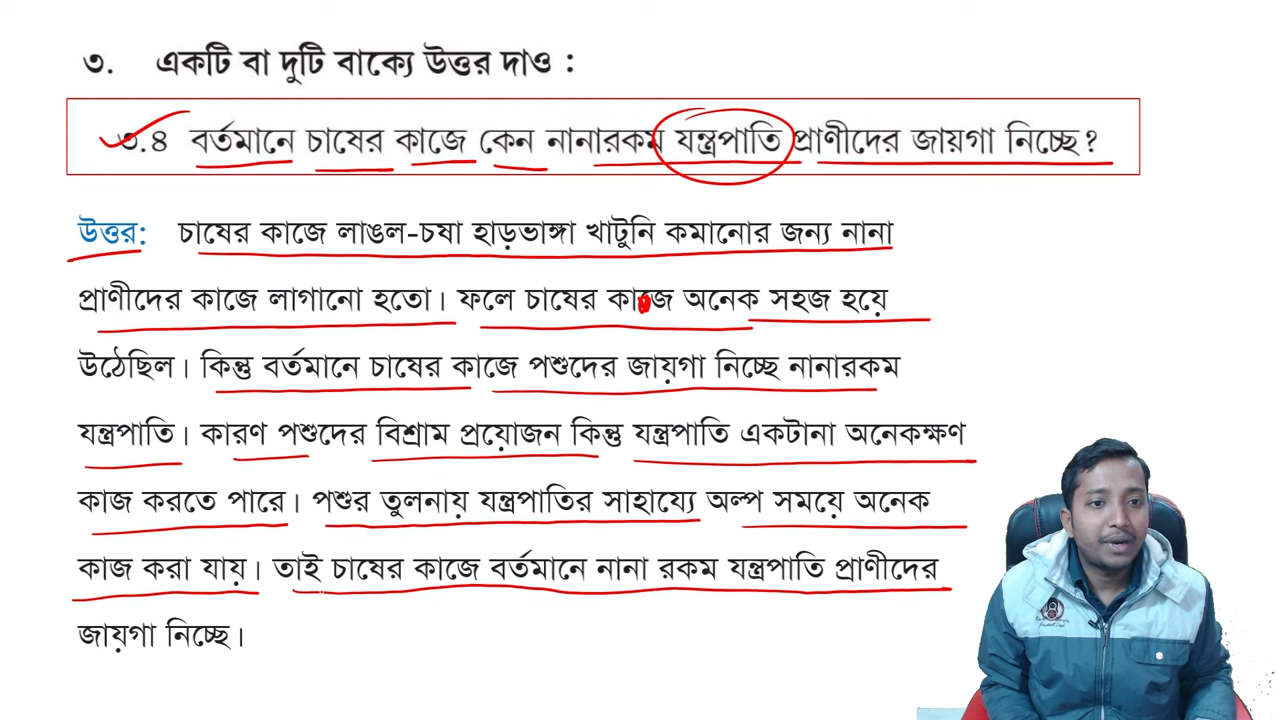 ৩. একটি বা দুটি বাক্যে উত্তর দাও :
৩.৪ বর্তমানে চাষের কাজে কেন নানারকম যন্ত্রপাতি প্রাণীদের জায়গা নিচ্ছে?
উত্তর: চাষের কাজে লাঙল-চষা হাড়ভাঙ্গা খাটুনি কমানোর জন্য নানা
প্রাণীদের কাজে লাগানো হতো। ফলে চাষের কাজে অনেক সহজ হয়ে
উঠেছিল। কিন্তু বর্তমানে চাষের কাজে পশুদের জায়গা নিচ্ছে নানারকম
যন্ত্রপাতি। কারণ পশুদের বিশ্রাম প্রয়োজন কিন্তু যন্ত্রপাতি একটানা অনেকক্ষণ
কাজ করতে পারে। পশুর তুলনায় যন্ত্রপাতির সাহায্যে অল্প সময়ে অনেক
কাজ করা যায়। তাই চাষের কাজে বর্তমানে নানা রকম যন্ত্রপাতি প্রাণীদের
জায়গা নিচ্ছে।